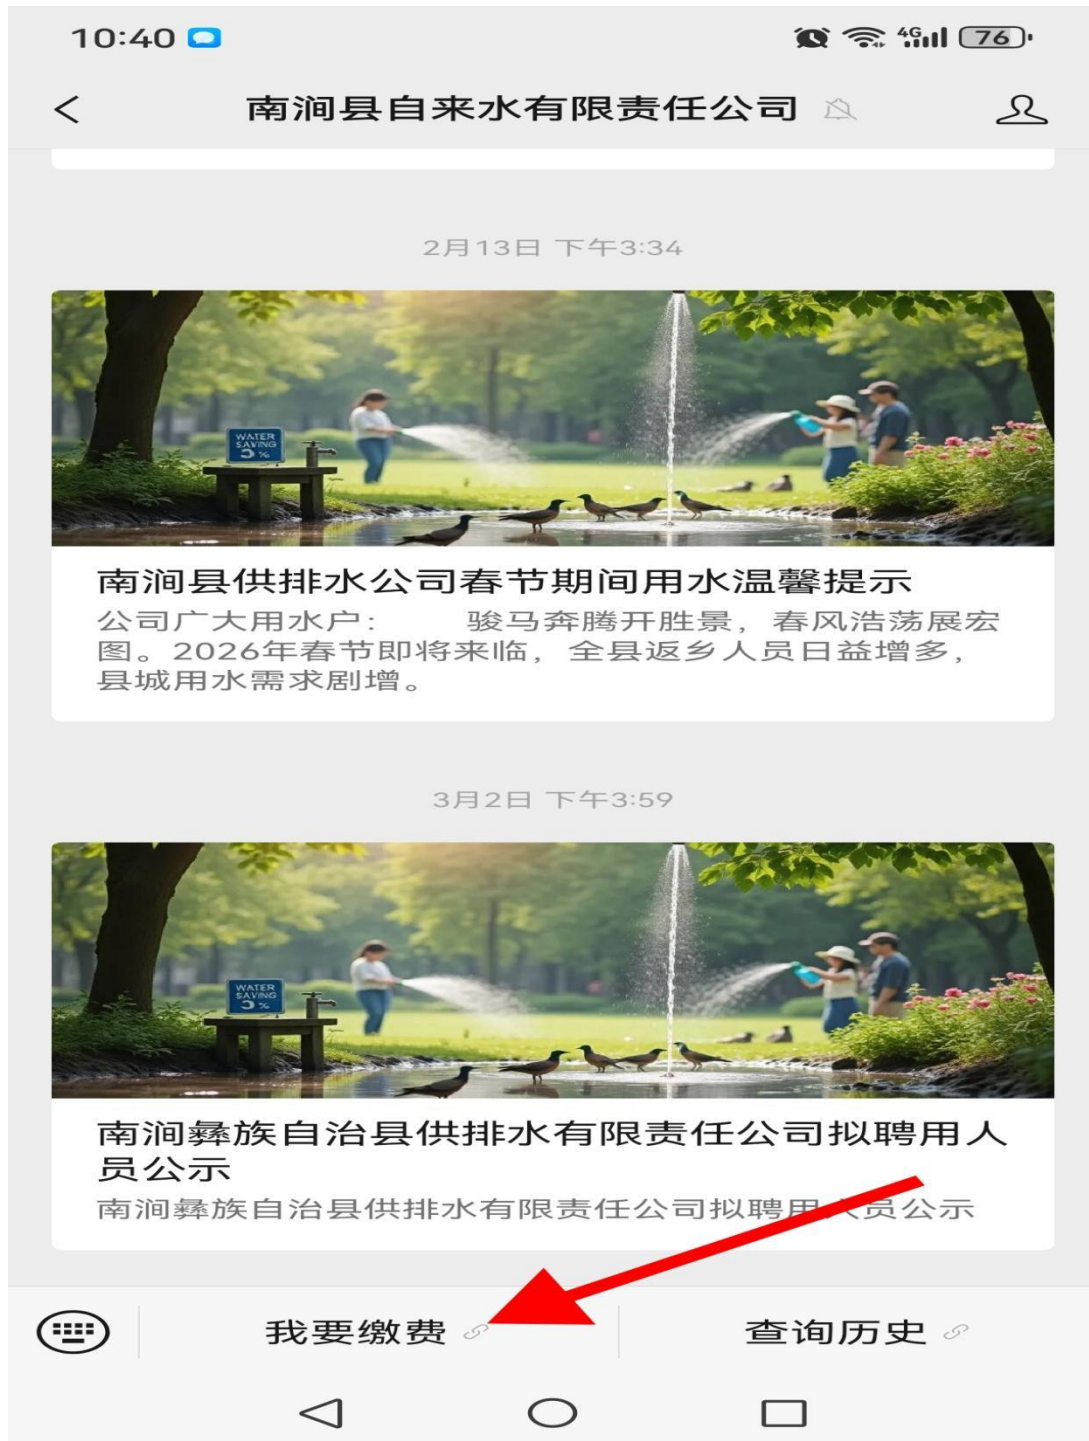 10:40
4G
76
南涧县自来水有限责任公司
2月13日 下午3:34
WATER
SAVING
南涧县供排水公司春节期间用水温馨提示
公司广大用水户： 骏马奔腾开胜景，春风浩荡展宏
图。2026年春节即将来临，全县返乡人员日益增多，
县城用水需求剧增。
3月2日 下午3:59
WATER
SAVING
南涧彝族自治县供排水有限责任公司拟聘用人
员公示
南涧彝族自治县供排水有限责任公司拟聘用人员公示
我要缴费
查询历史